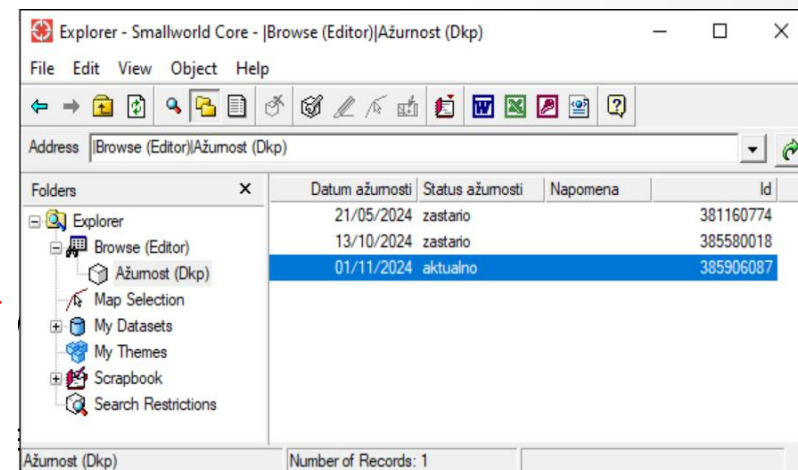 Explorer - Smallworld Core - |Browse (Editor)|Ažurnost (Dkp)
File Edit View Object Help
Address |Browse (Editor)|Ažurnost (Dkp)
Folders Datum ažurnosti Status ažurnosti Napomena Id
Explorer 21/05/2024 zastario 381160774
Browse (Editor) 13/10/2024 zastario 385580018
Ažurnost (Dkp) 01/11/2024 aktualno 385906087
Map Selection
My Datasets
My Themes
Scrapbook
Search Restrictions
Ažurnost (Dkp) Number of Records: 1